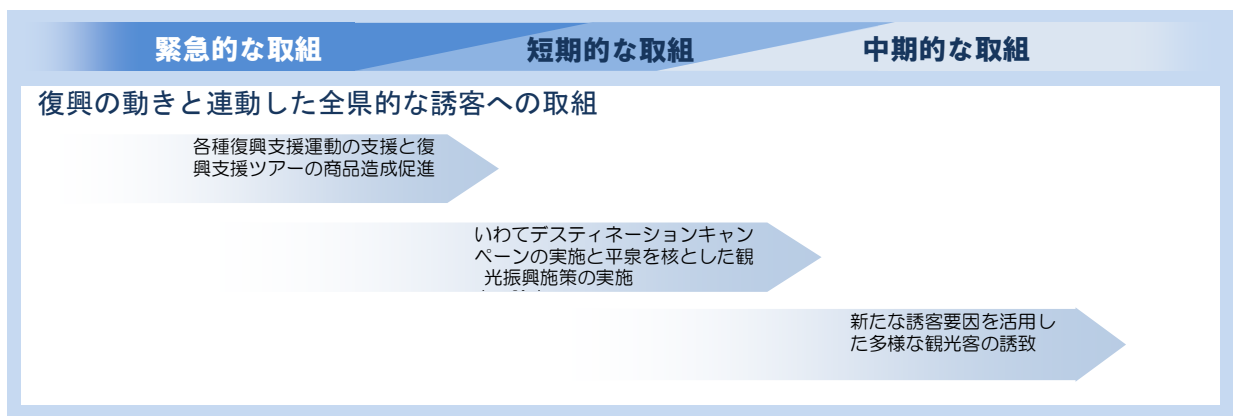 緊急的な取組
短期的な取組
中期的な取組
復興の動きと連動した全県的な誘客への取組
各種復興支援運動の支援と復
興支援ツアーの商品造成促進
いわてデスティネーションキャン
ペーンの実施と平泉を核とした観
光振興施策の実施
新たな誘客要因を活用し
た多様な観光客の誘致